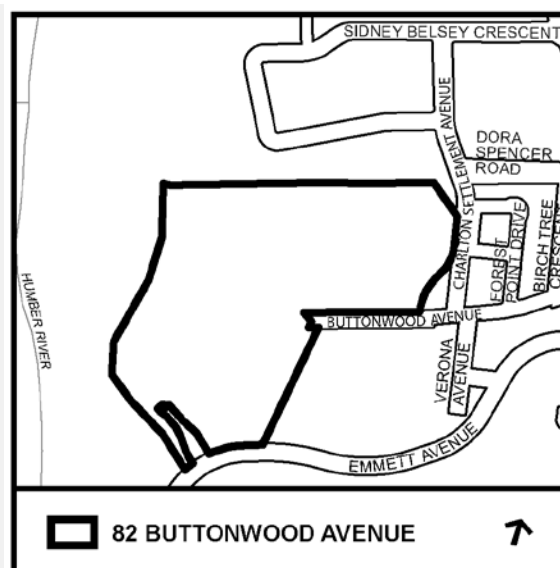 SIDNEY BELSEY CRESCENT
CHARLTON SETTLEMENT AVENUE
DORA
SPENCER
ROAD
FOREST
POINT DRIVE
BIRCH TREE
CRESCENT
HUMBER RIVER
BUTTONWOOD AVENUE
VERONA
AVENUE
EMMETT AVENUE
82 BUTTONWOOD AVENUE